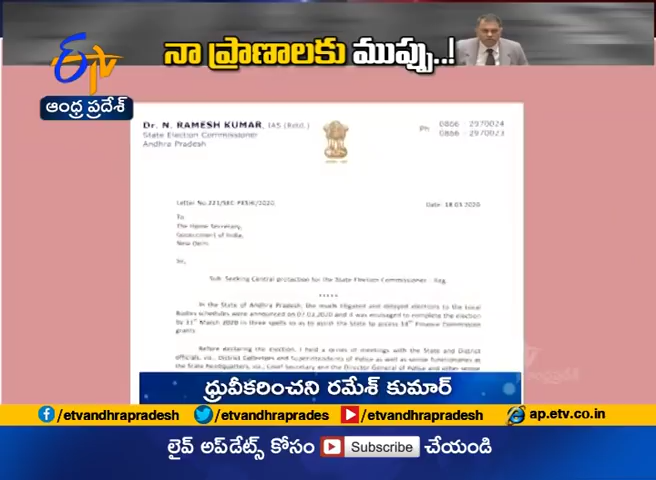 నా ప్రాణాలకు ముప్పు..!
ETV
ఆంధ్ర ప్రదేశ్
Dr. N. RAMESH KUMAR, IAS (Retd.)
State Election Commissioner
Andhra Pradesh
Ph 0866 - 2970024
0866 - 2970023
Date: 18.03.2020
To
The Home Secretary,
Government of India,
New Delhi
Sir,
Sub: Seeking Central protection for the State Election Commissioner - Reg
*****
In the State of Andhra Pradesh, the much litigated and delayed elections to the Local
Bodies schedules were announced on 07.03.2020 and it was envisaged to complete the election
by 31st March 2020 in three spells so as to enable the State to access 14th Finance Commission
grants.
Before declaring the election, I held a series of meetings with the State and District
officials, viz., District Collectors and Superintendents of Police as well as senior functionaries at
the State headquarters, viz., Chief Secretary and the Director General of Police and other senior
ధ్రువీకరించని రమేశ్ కుమార్
/etvandhrapradesh
/etvandhraprades
/etvandhrapradesh
ap.etv.co.in
లైవ్ అప్‌డేట్స్ కోసం Subscribe చేయండి